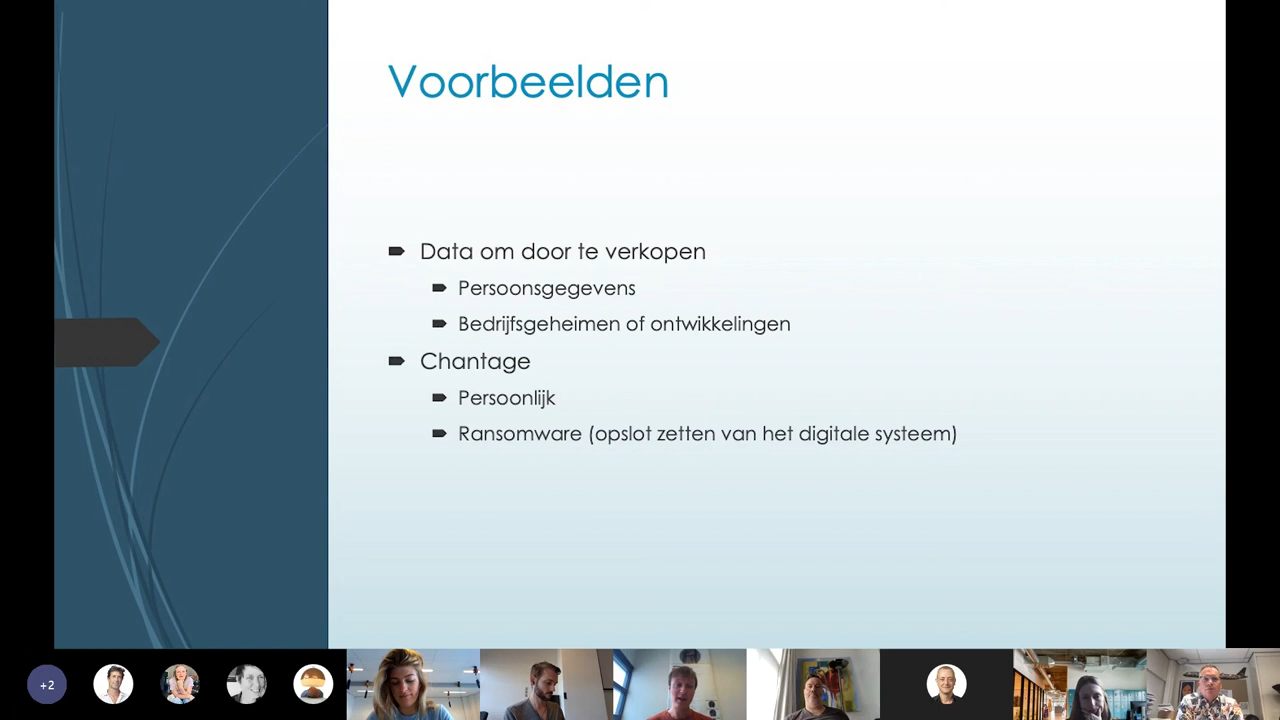 Voorbeelden
Data om door te verkopen
Persoonsgegevens
Bedrijfsgeheimen of ontwikkelingen
Chantage
Persoonlijk
Ransomware (opslot zetten van het digitale systeem)
+2